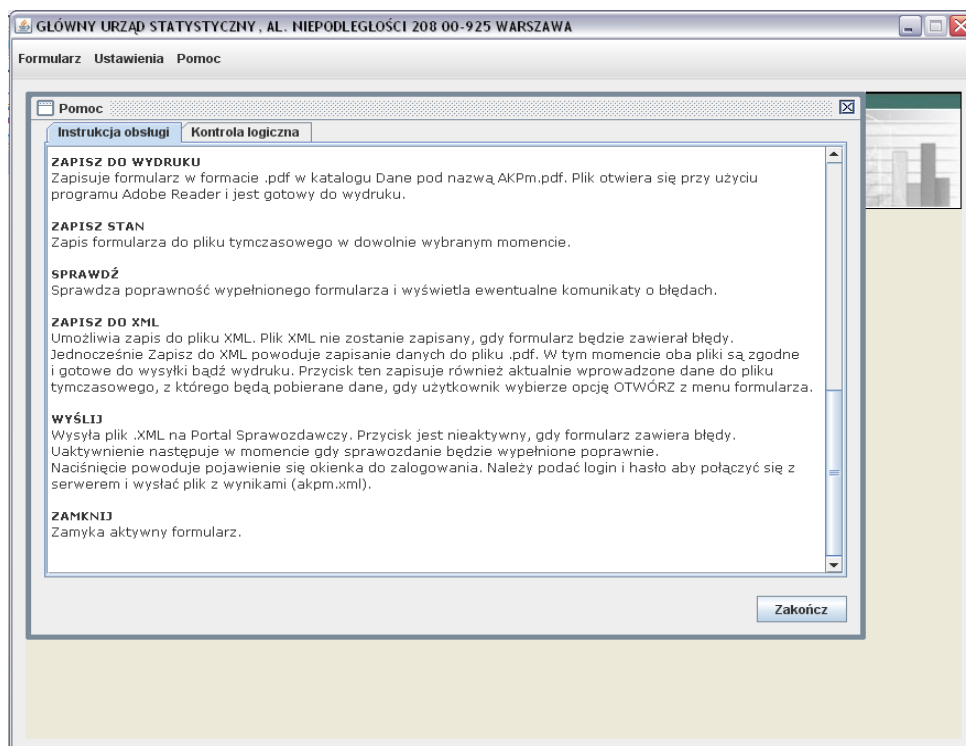 GŁÓWNY URZĄD STATYSTYCZNY , AL. NIEPODLEGŁOŚCI 208 00-925 WARSZAWA
Formularz Ustawienia Pomoc
Pomoc
Instrukcja obsługi Kontrola logiczna
ZAPISZ DO WYDRUKU
Zapisuje formularz w formacie .pdf w katalogu Dane pod nazwą AKPm.pdf. Plik otwiera się przy użyciu
programu Adobe Reader i jest gotowy do wydruku.
ZAPISZ STAN
Zapis formularza do pliku tymczasowego w dowolnie wybranym momencie.
SPRAWDŹ
Sprawdza poprawność wypełnionego formularza i wyświetla ewentualne komunikaty o błędach.
ZAPISZ DO XML
Umożliwia zapis do pliku XML. Plik XML nie zostanie zapisany, gdy formularz będzie zawierał błędy.
Jednocześnie Zapisz do XML powoduje zapisanie danych do pliku .pdf. W tym momencie oba pliki są zgodne
i gotowe do wysyłki bądź wydruku. Przycisk ten zapisuje również aktualnie wprowadzone dane do pliku
tymczasowego, z którego będą pobierane dane, gdy użytkownik wybierze opcję OTWÓRZ z menu formularza.
WYŚLIJ
Wysyła plik .XML na Portal Sprawozdawczy. Przycisk jest nieaktywny, gdy formularz zawiera błędy.
Uaktywnienie następuje w momencie gdy sprawozdanie będzie wypełnione poprawnie.
Naciśnięcie powoduje pojawienie się okienka do zalogowania. Należy podać login i hasło aby połączyć się z
serwerem i wysłać plik z wynikami (akpm.xml).
ZAMKNIJ
Zamyka aktywny formularz.
Zakończ